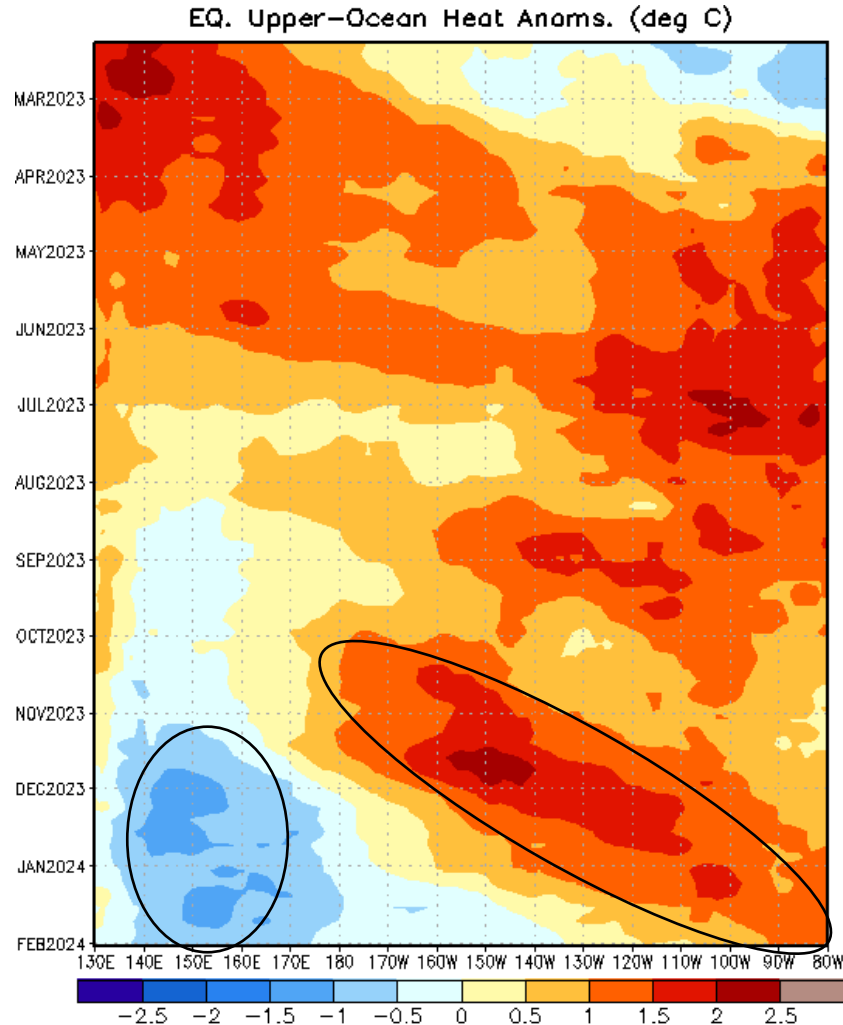 EQ. Upper-Ocean Heat Anoms. (deg C)
MAR2023
APR2023
MAY2023
JUN2023
JUL2023
AUG2023
SEP2023
OCT2023
NOV2023
DEC2023
JAN2024
FEB2024
130E 140E 150E 160E 170E 180 170W 160W 150W 140W 130W 120W 110W 100W 90W 80W
-2.5 -2 -1.5 -1 -0.5 0 0.5 1 1.5 2 2.5